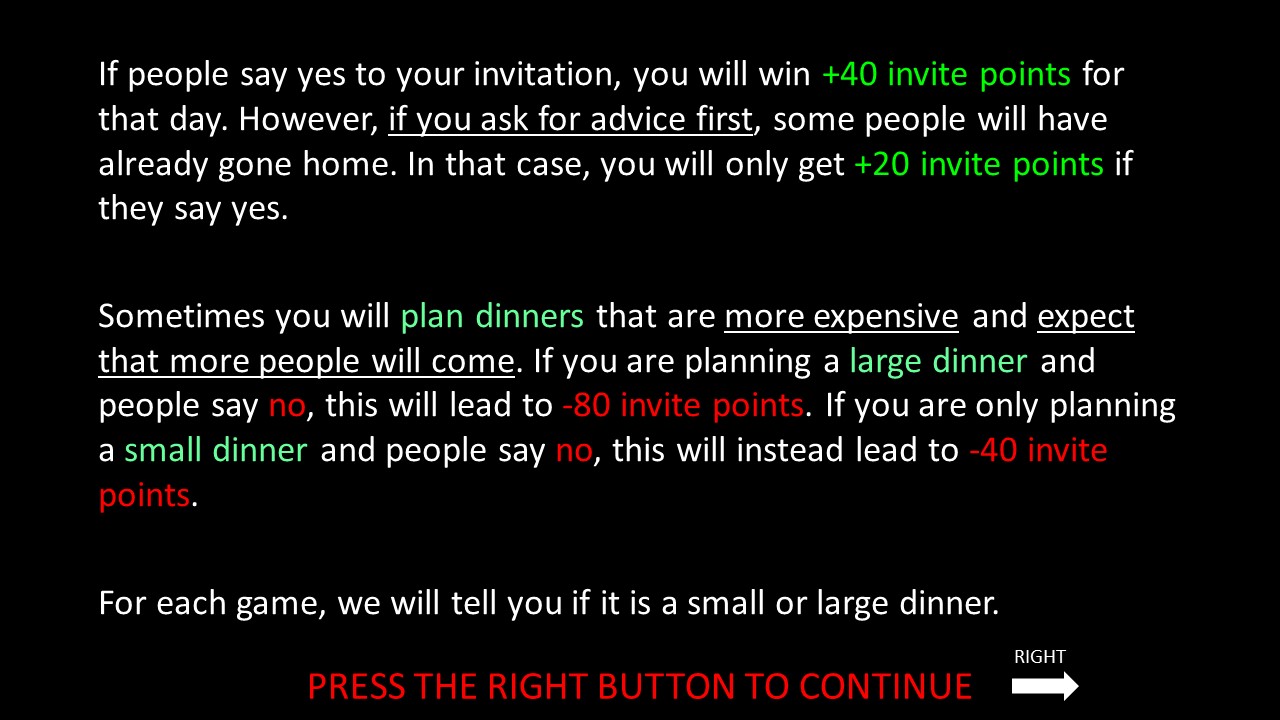 If people say yes to your invitation, you will win +40 invite points for
that day. However, if you ask for advice first, some people will have
already gone home. In that case, you will only get +20 invite points if
they say yes.
Sometimes you will plan dinners that are more expensive and expect
that more people will come. If you are planning a large dinner and
people say no, this will lead to -80 invite points. If you are only planning
a small dinner and people say no, this will instead lead to -40 invite
points.
For each game, we will tell you if it is a small or large dinner.
RIGHT
PRESS THE RIGHT BUTTON TO CONTINUE